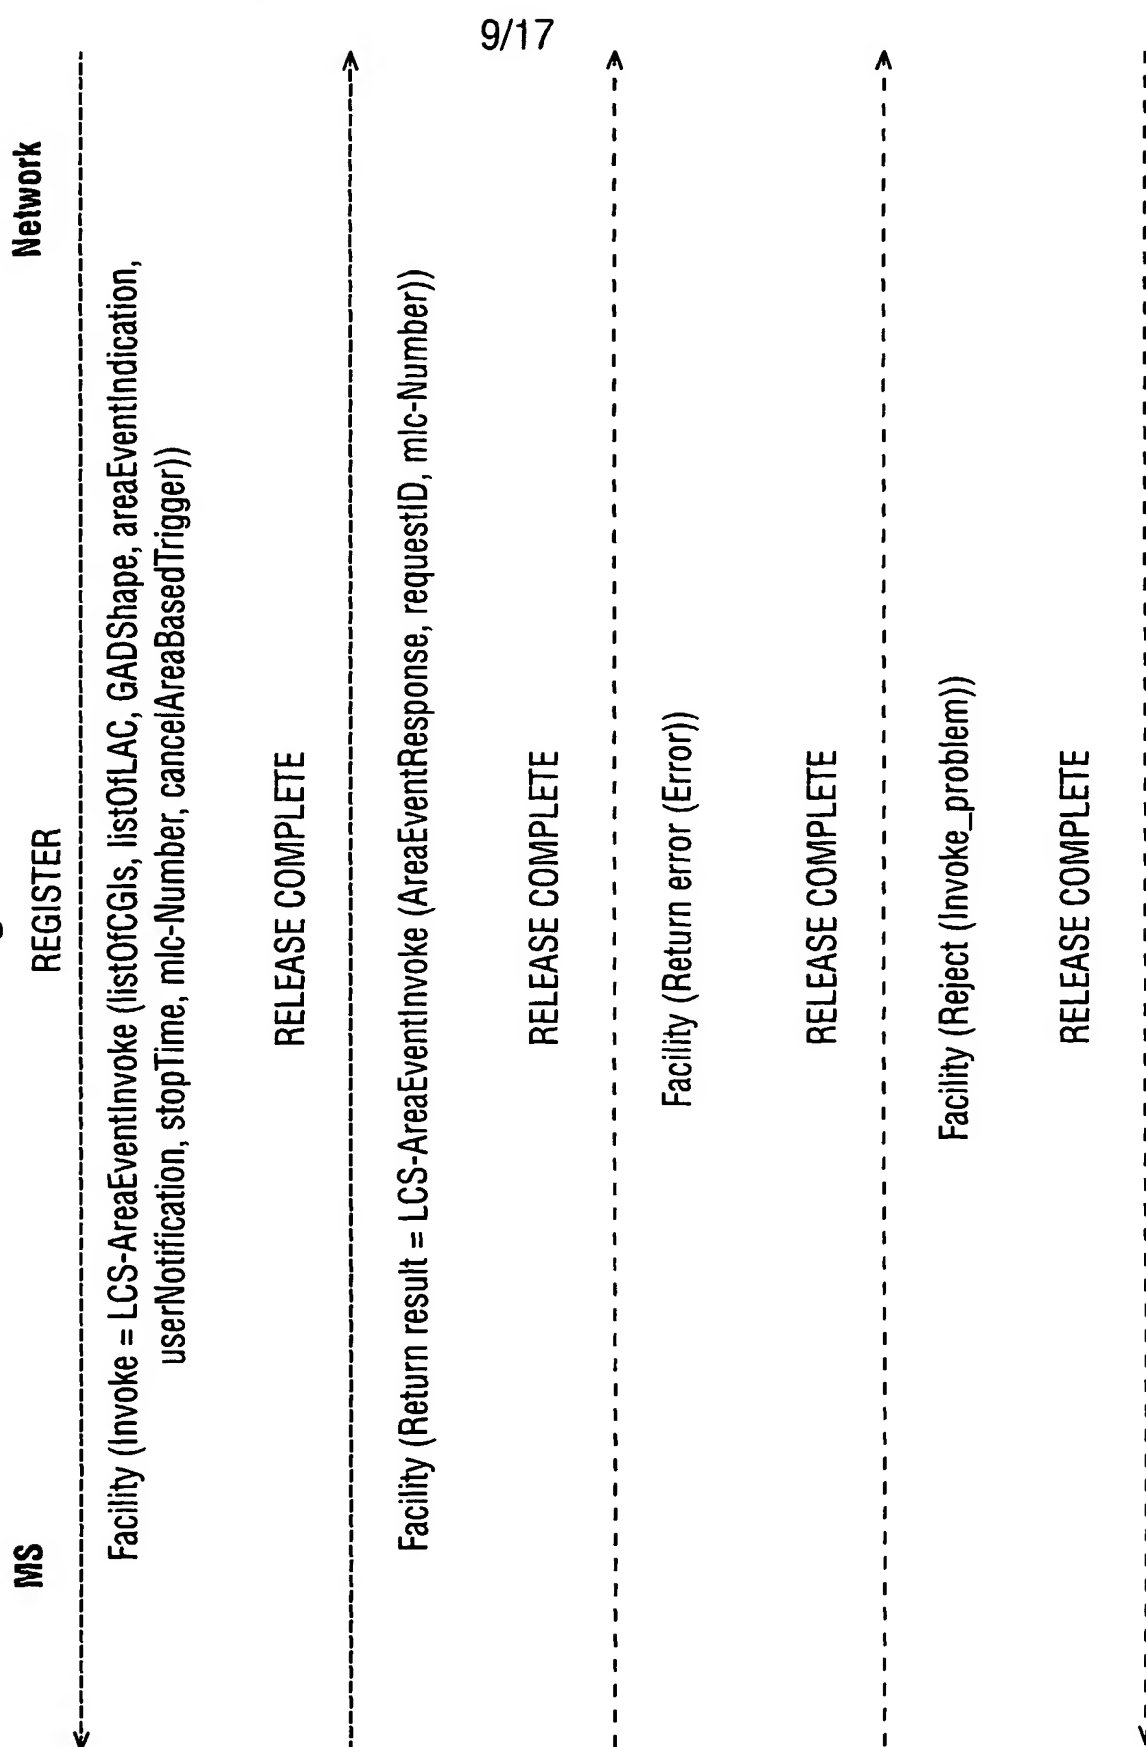 9/17
MS
Network
REGISTER
Facility (Invoke = LCS-AreaEventInvoke (listOfCGIs, listOfLAC, GADShape, areaEventIndication,
userNotification, stopTime, mlc-Number, cancelAreaBasedTrigger))
RELEASE COMPLETE
Facility (Return result = LCS-AreaEventInvoke (AreaEventResponse, requestID, mlc-Number))
RELEASE COMPLETE
Facility (Return error (Error))
RELEASE COMPLETE
Facility (Reject (Invoke_problem))
RELEASE COMPLETE